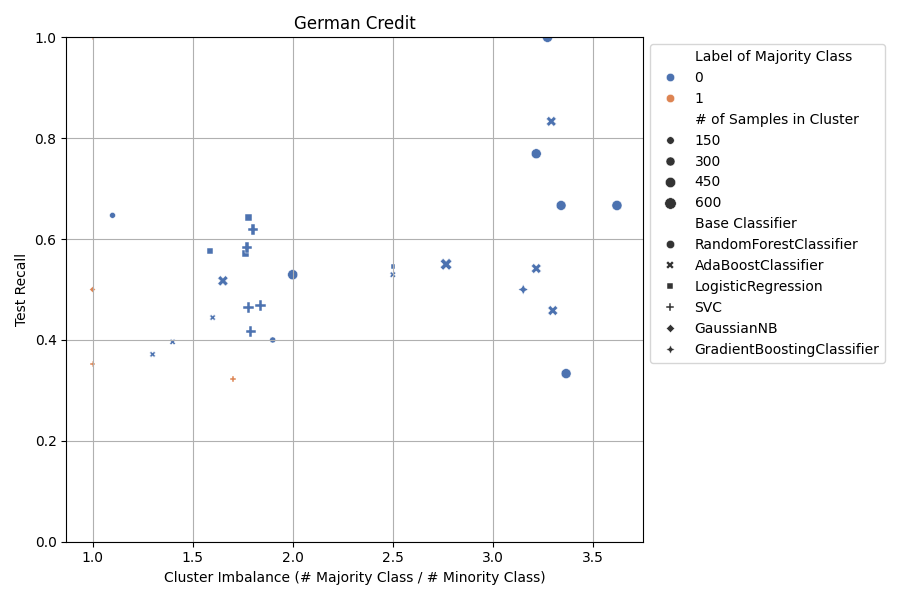 German Credit
1.0
0.8
0.6
0.4
0.2
0.0
Test Recall
1.0 1.5 2.0 2.5 3.0 3.5
Cluster Imbalance (# Majority Class / # Minority Class)
Label of Majority Class
0
1
# of Samples in Cluster
150
300
450
600
Base Classifier
RandomForestClassifier
AdaBoostClassifier
LogisticRegression
SVC
GaussianNB
GradientBoostingClassifier